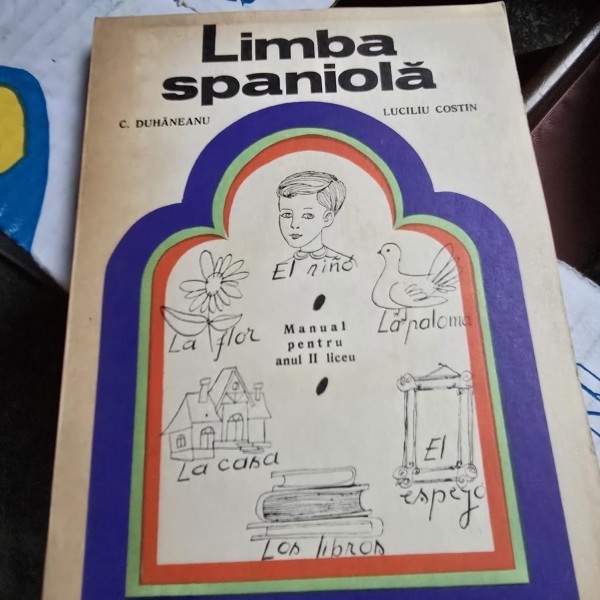 Limba
spaniolă
C. DUHĂNEANU
LUCILIU COSTIN
El niño
La flor
La paloma
Manual
pentru
anul II liceu
La casa
El
espejo
Los libros